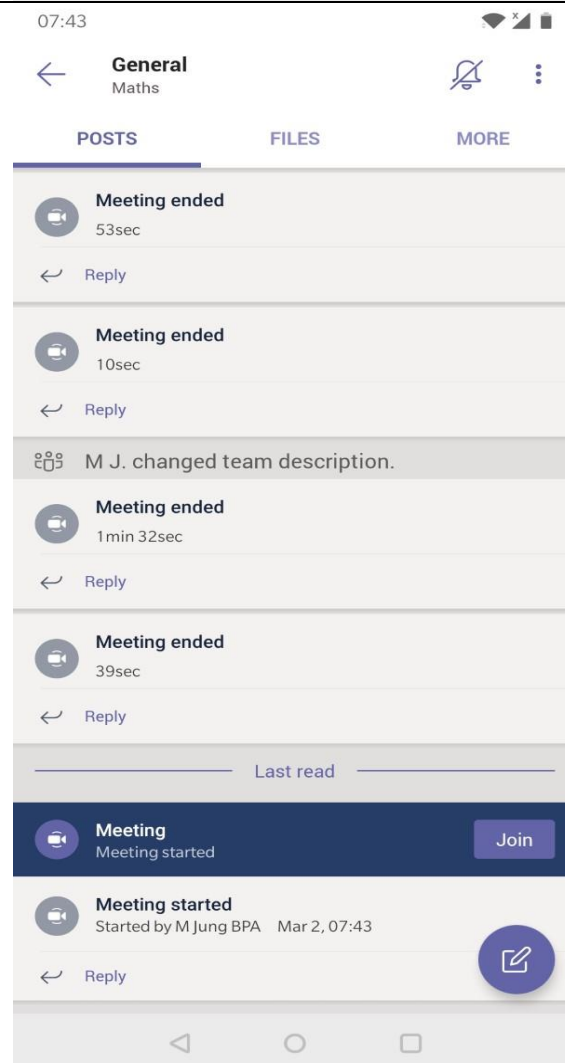 07:43
General
Maths
POSTS FILES MORE
Meeting ended
53sec
Reply
Meeting ended
10sec
Reply
M J. changed team description.
Meeting ended
1min 32sec
Reply
Meeting ended
39sec
Reply
Last read
Meeting
Meeting started
Join
Meeting started
Started by M Jung BPA Mar 2, 07:43
Reply